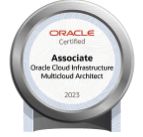 ORACLE
Certified
Associate
Oracle Cloud Infrastructure
Multicloud Architect
2023